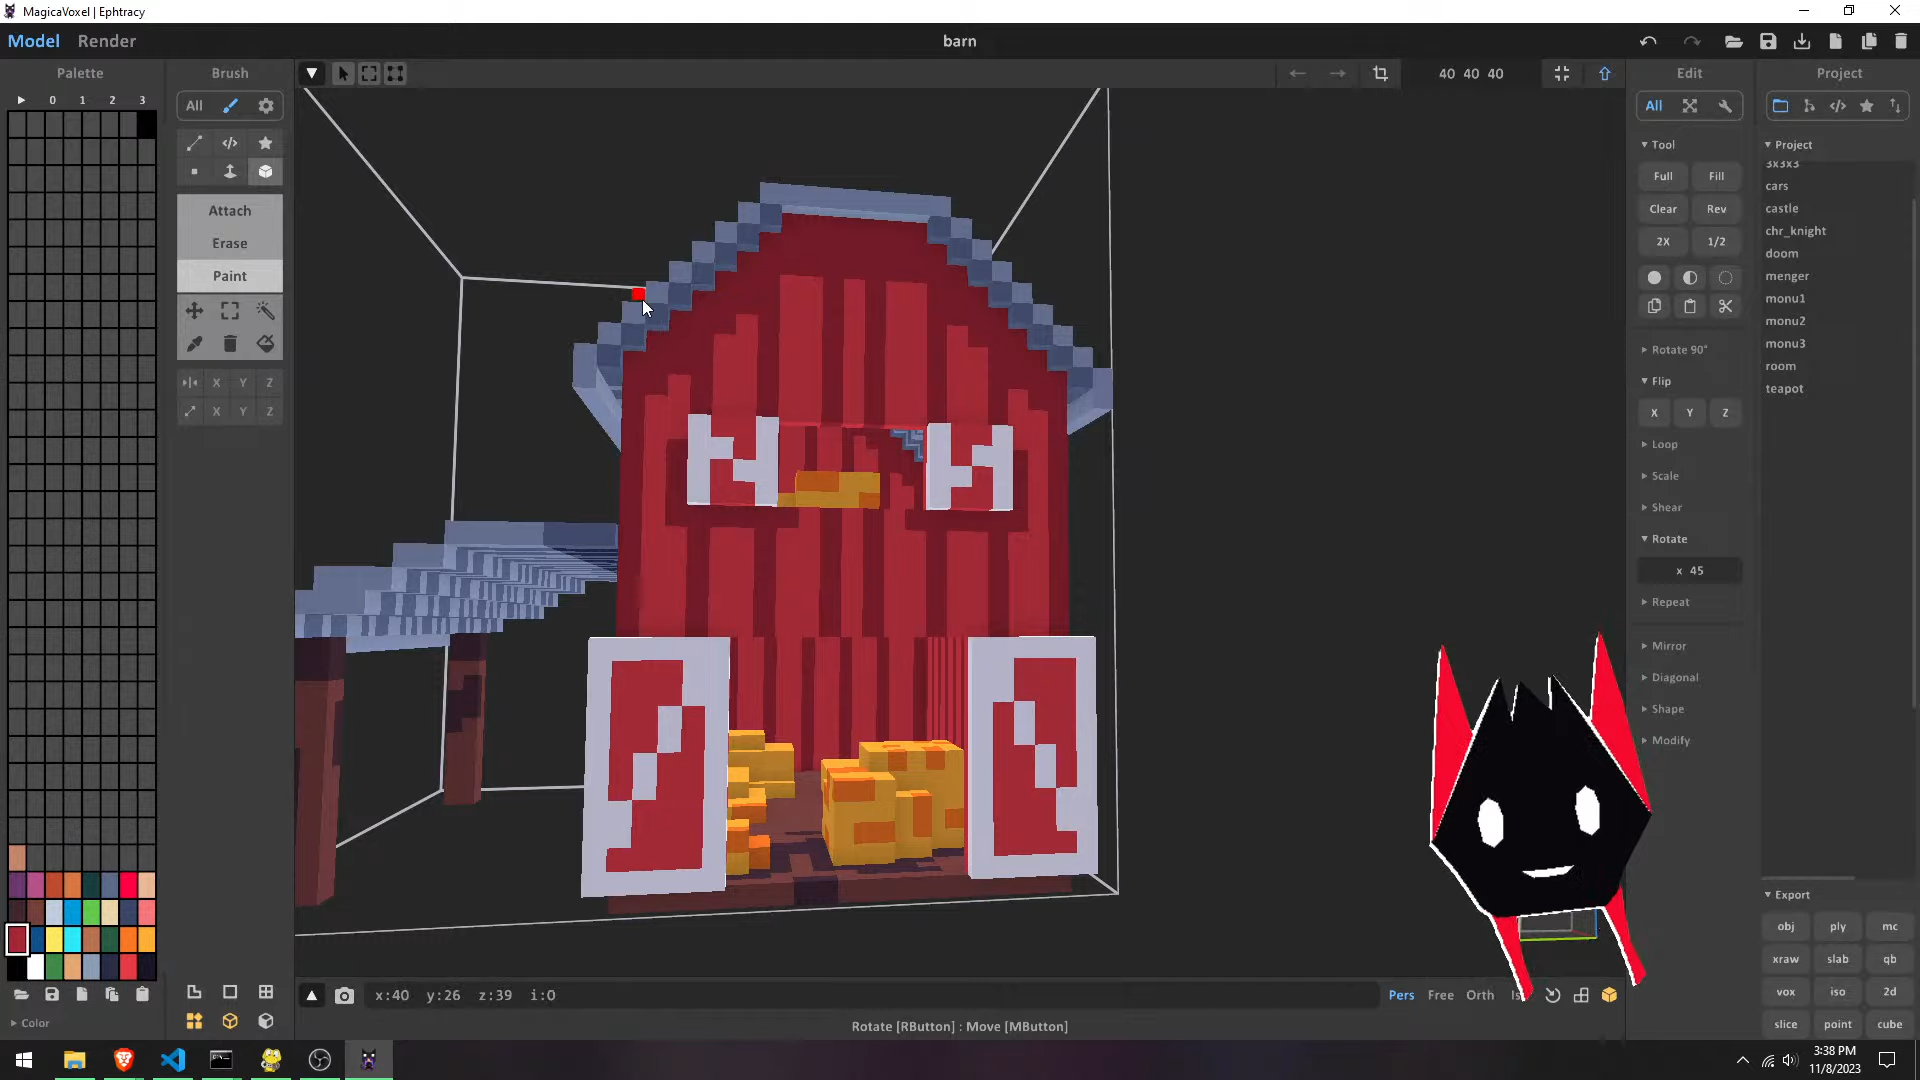 MagicaVoxel | Ephtracy
Model Render
barn
Palette
Brush
40 40 40
Edit
Project
0 1 2 3
All
All
Tool
Project
3x3x3
Full Fill
cars
Attach
Clear Rev
castle
Erase
2X 1/2
chr_knight
doom
Paint
menger
monu1
monu2
Rotate 90°
monu3
room
Flip
teapot
X Y Z
X Y Z
X Y Z
Loop
Scale
Shear
Rotate
x 45
Repeat
Mirror
Diagonal
Shape
Modify
Export
obj ply mc
xraw slab qb
vox iso 2d
slice point cube
x:40 y:26 z:39 i:0
Pers Free Orth
Color
Rotate [RButton] : Move [MButton]
3:38 PM
11/8/2023